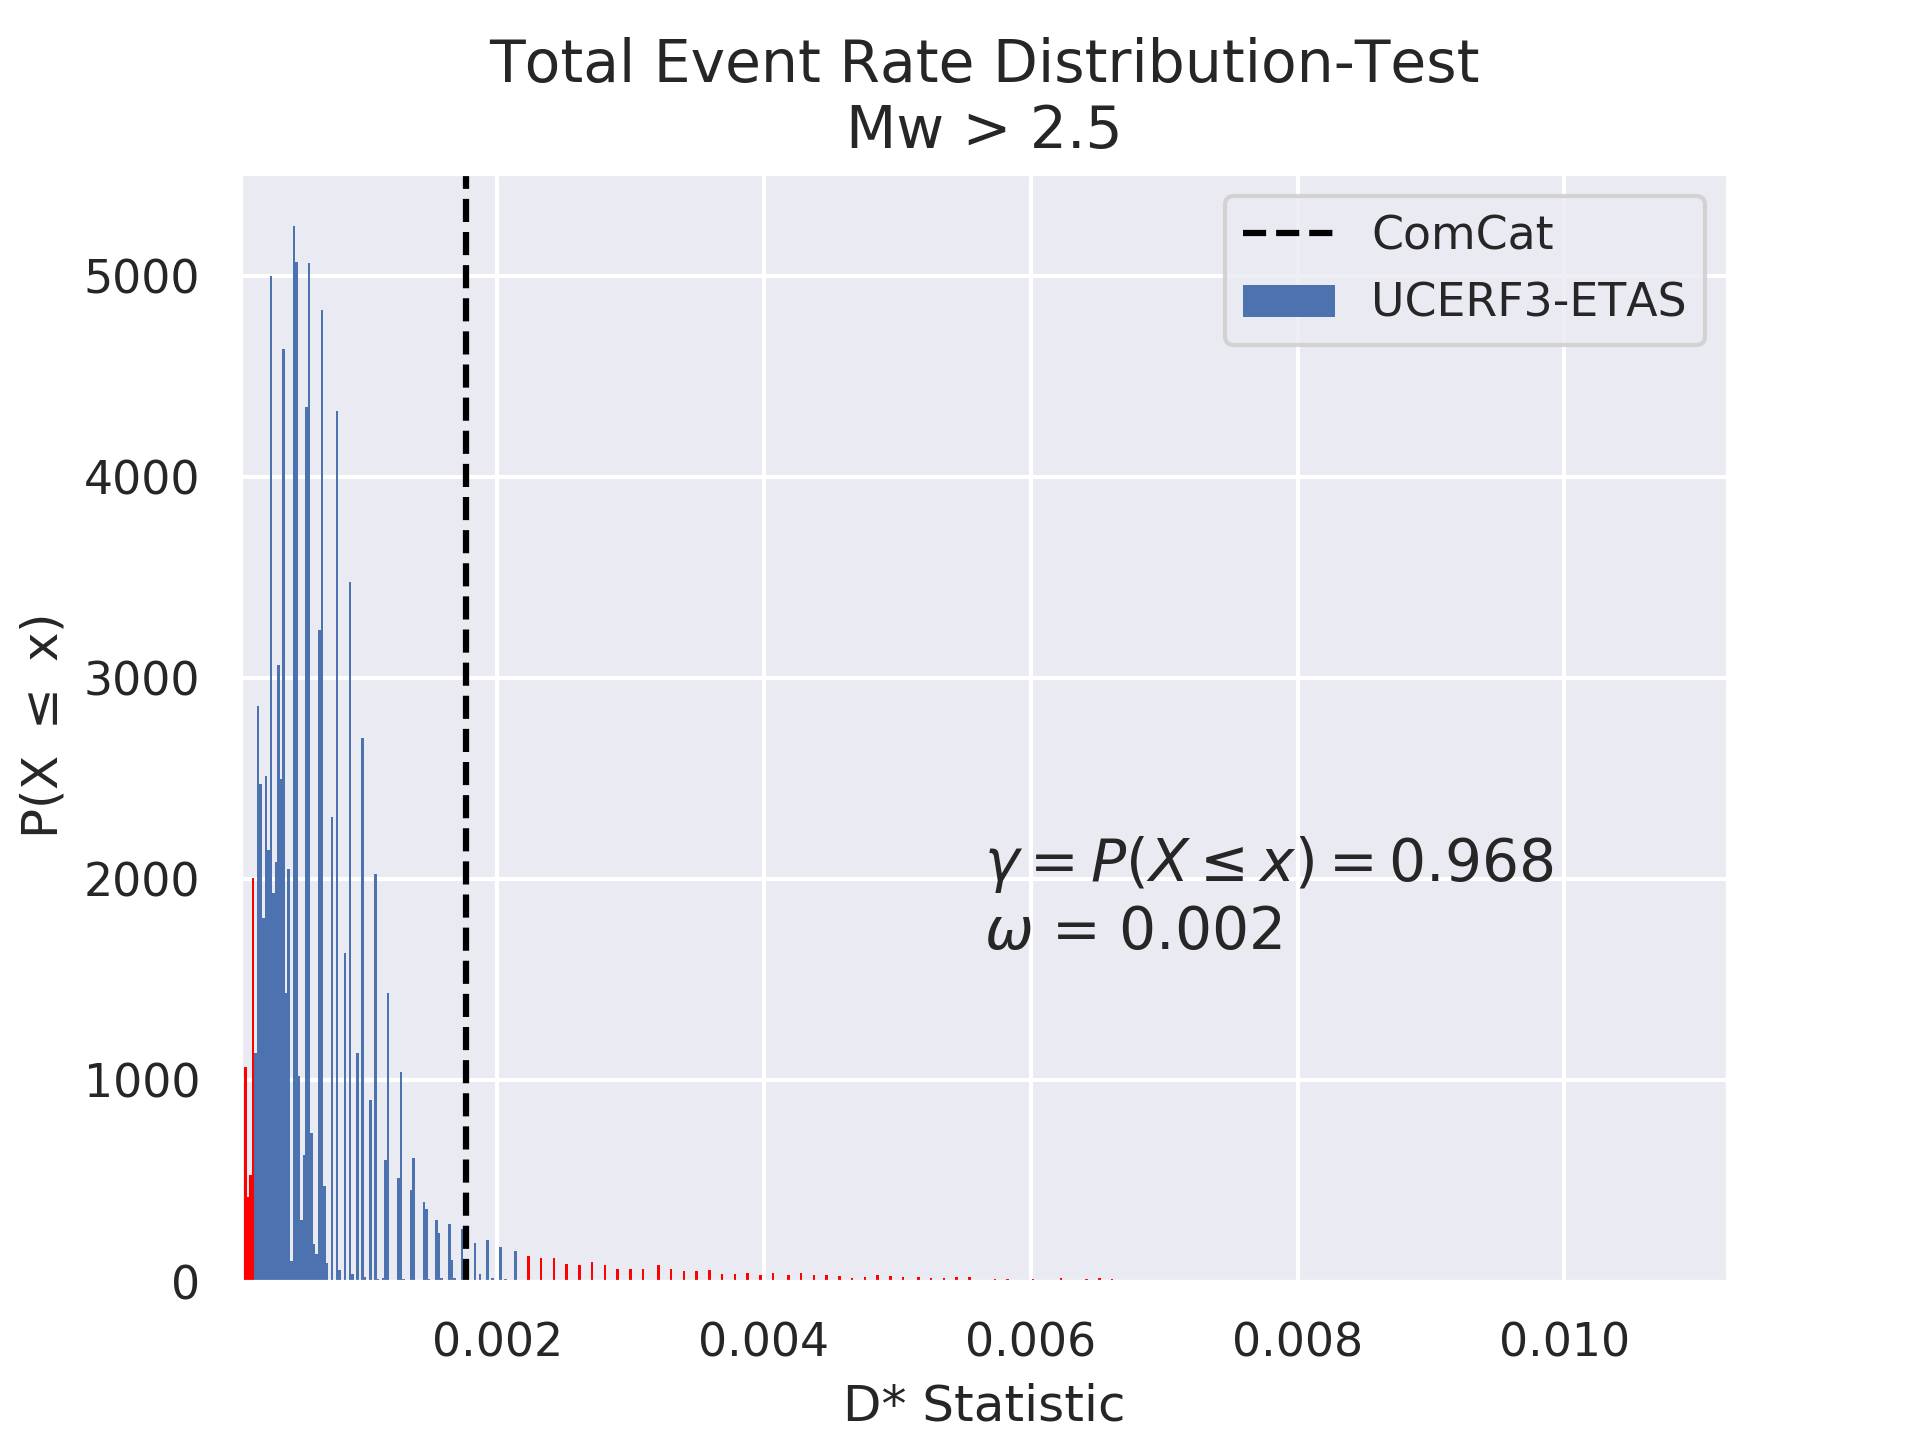 Total Event Rate Distribution-Test
Mw > 2.5
ComCat
UCERF3-ETAS
P(X ≤ x)
5000
4000
3000
2000
1000
0
γ = P(X ≤ x) = 0.968
ω = 0.002
0.002
0.004
0.006
0.008
0.010
D* Statistic